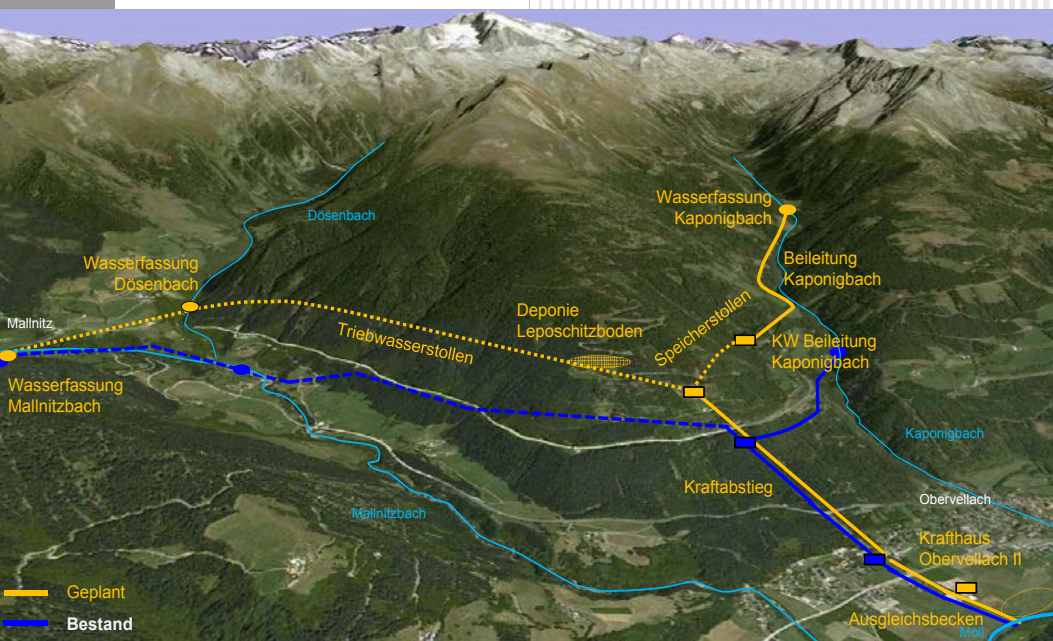 Dösenbach
Wasserfassung
Kaponigbach
Wasserfassung
Dösenbach
Beileitung
Kaponigbach
Mallnitz
Deponie
Leposchitzboden
Speicherstollen
Triebwasserstollen
KW Beileitung
Kaponigbach
Wasserfassung
Mallnitzbach
Kaponigbach
Kraftabstieg
Obervellach
Mallnitzbach
Krafthaus
Obervellach II
Geplant
Ausgleichsbecken
Bestand
Möll